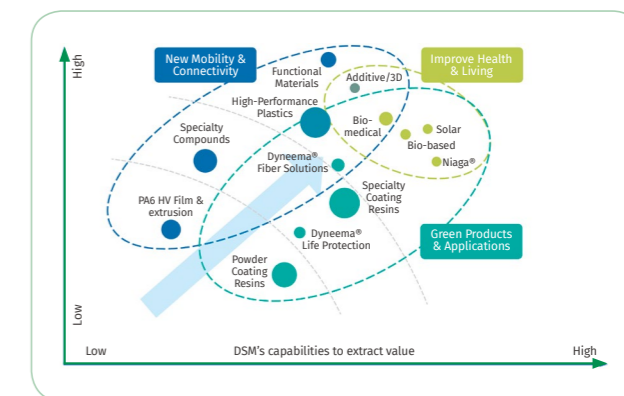 High
New Mobility &
Connectivity
Improve Health
& Living
Functional
Materials
Additive/3D
High-Performance
Plastics
Bio-
medical
Solar
Bio-based
Niaga®
Specialty
Compounds
Dyneema®
Fiber Solutions
Specialty
Coating
Resins
PA6 HV Film &
extrusion
Dyneema®
Life Protection
Green Products
& Applications
Powder
Coating
Resins
Low
Low
DSM's capabilities to extract value
High